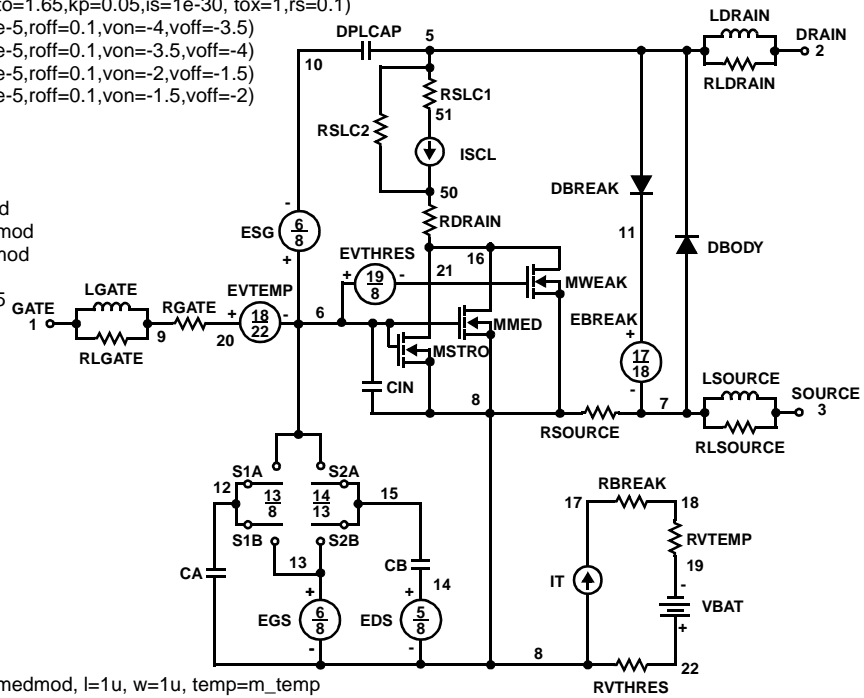 to=1.65,kp=0.05,is=1e-30, tox=1,rs=0.1)
e-5,roff=0.1,von=-4,voff=-3.5)
e-5,roff=0.1,von=-3.5,voff=-4)
e-5,roff=0.1,von=-2,voff=-1.5)
e-5,roff=0.1,von=-1.5,voff=-2)
LDRAIN
DPLCAP
5
DRAIN
2
10
RLDRAIN
RSLC1
51
RSLC2
ISCL
50
DBREAK
d
mod
mod
5
ESG
-
6
8
+
RDRAIN
11
DBODY
EVTHRES
+
19
8
-
21
16
MWEAK
LGATE
GATE
1
RLGATE
9
RGATE
20
EVTEMP
+
18
22
-
6
MMED
EBREAK
+
17
18
-
MSTRO
CIN
8
RSOURCE
7
LSOURCE
SOURCE
3
RLSOURCE
S1A
S2A
12
13
8
14
13
15
S1B
S2B
13
CA
CB
14
EGS
+
6
8
-
EDS
+
5
8
-
RBREAK
17
18
RVTEMP
19
IT
-
VBAT
+
8
22
RVTHRES
medmod, l=1u, w=1u, temp=m_temp